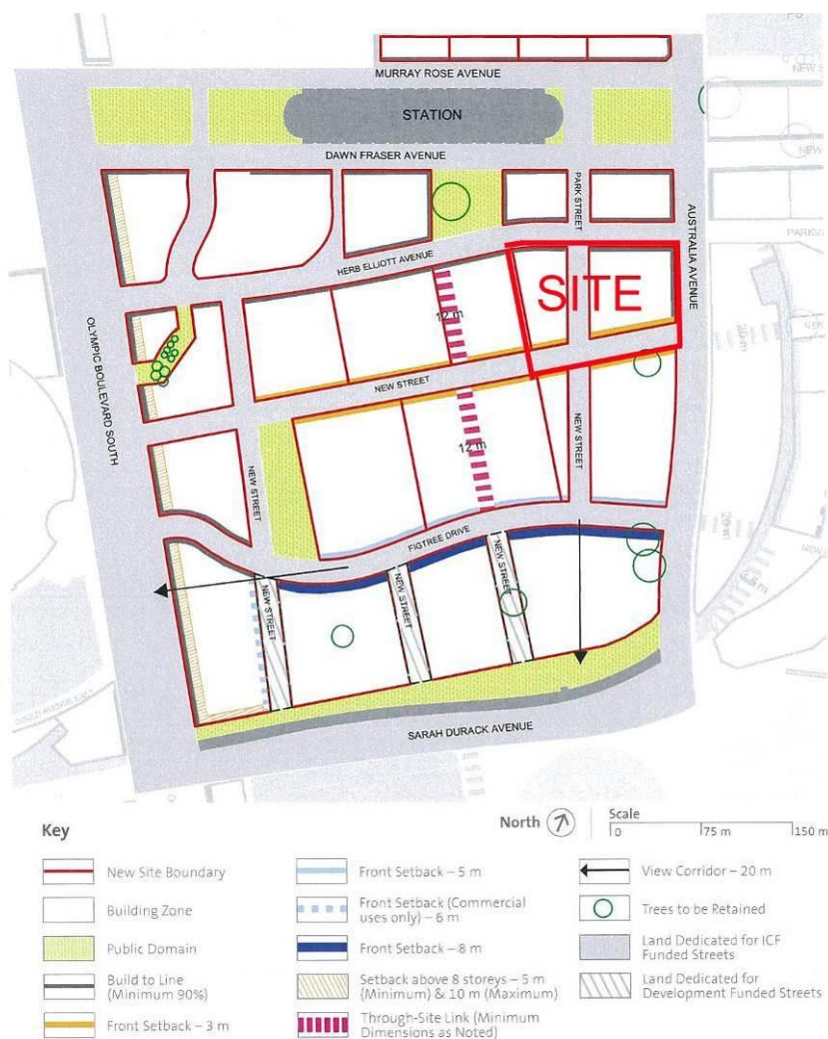 MURRAY ROSE AVENUE
STATION
DAWN FRASER AVENUE
PARK STREET
AUSTRALIA AVENUE
HERB ELLIOTT AVENUE
SITE
12 m
OLYMPIC BOULEVARD SOUTH
NEW STREET
12 m
NEW STREET
NEW STREET
FIGTREE DRIVE
NEW STREET
NEW STREET
NEW STREET
SARAH DURACK AVENUE
20 m
Key
North
Scale
0 75 m 150 m
New Site Boundary
Building Zone
Public Domain
Build to Line
(Minimum 90%)
Front Setback – 3 m
Front Setback – 5 m
Front Setback (Commercial
uses only) – 6 m
Front Setback – 8 m
Setback above 8 storeys – 5 m
(Minimum) & 10 m (Maximum)
Through-Site Link (Minimum
Dimensions as Noted)
View Corridor – 20 m
Trees to be Retained
Land Dedicated for ICF
Funded Streets
Land Dedicated for
Development Funded Streets